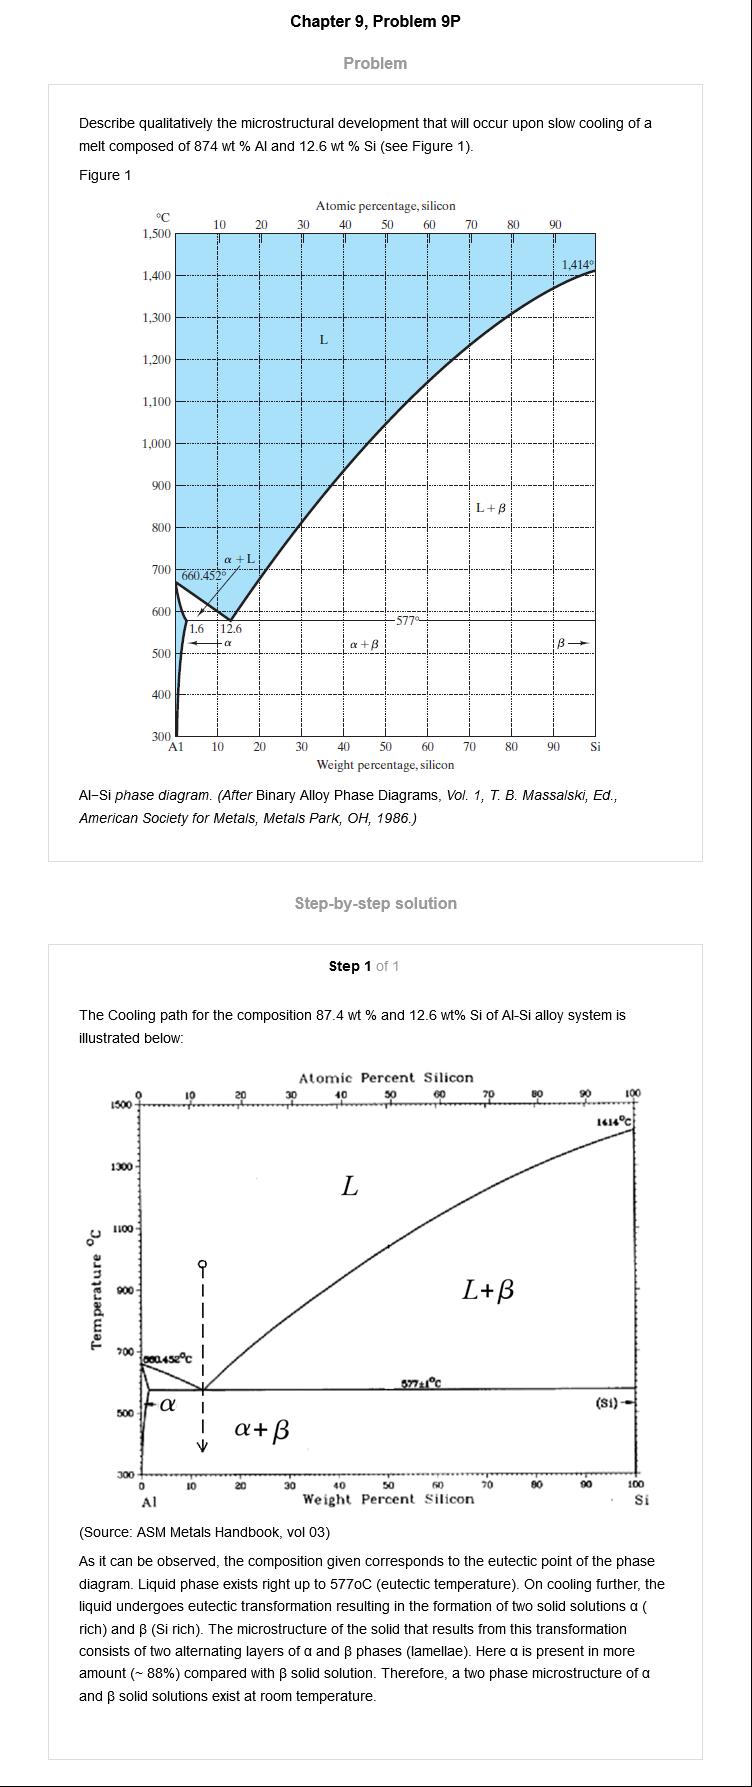 Chapter 9, Problem 9P
Problem
Describe qualitatively the microstructural development that will occur upon slow cooling of a
melt composed of 874 wt % Al and 12.6 wt % Si (see Figure 1).
Figure 1
Atomic percentage, silicon
°C
10 20 30 40 50 60 70 80 90
1,500
1,414°
1,400
1,300
L
1,200
1,100
1,000
900
L + β
800
α + L
700
660.452°
600
577°
1.6 12.6
α
α + β
β
500
400
300
Al 10 20 30 40 50 60 70 80 90 Si
Weight percentage, silicon
Al–Si phase diagram. (After Binary Alloy Phase Diagrams, Vol. 1, T. B. Massalski, Ed.,
American Society for Metals, Metals Park, OH, 1986.)
Step-by-step solution
Step 1 of 1
The Cooling path for the composition 87.4 wt % and 12.6 wt% Si of Al-Si alloy system is
illustrated below:
Atomic Percent Silicon
0 10 20 30 40 50 60 70 80 90 100
1500
1414°C
1300
L
1100
Temperature °C
900
L+β
700
660.452°C
577±1°C
α
(Si)
500
α+β
300
0 10 20 30 40 50 60 70 80 90 100
Al Weight Percent Silicon Si
(Source: ASM Metals Handbook, vol 03)
As it can be observed, the composition given corresponds to the eutectic point of the phase
diagram. Liquid phase exists right up to 577oC (eutectic temperature). On cooling further, the
liquid undergoes eutectic transformation resulting in the formation of two solid solutions α (
rich) and β (Si rich). The microstructure of the solid that results from this transformation
consists of two alternating layers of α and β phases (lamellae). Here α is present in more
amount (~ 88%) compared with β solid solution. Therefore, a two phase microstructure of α
and β solid solutions exist at room temperature.